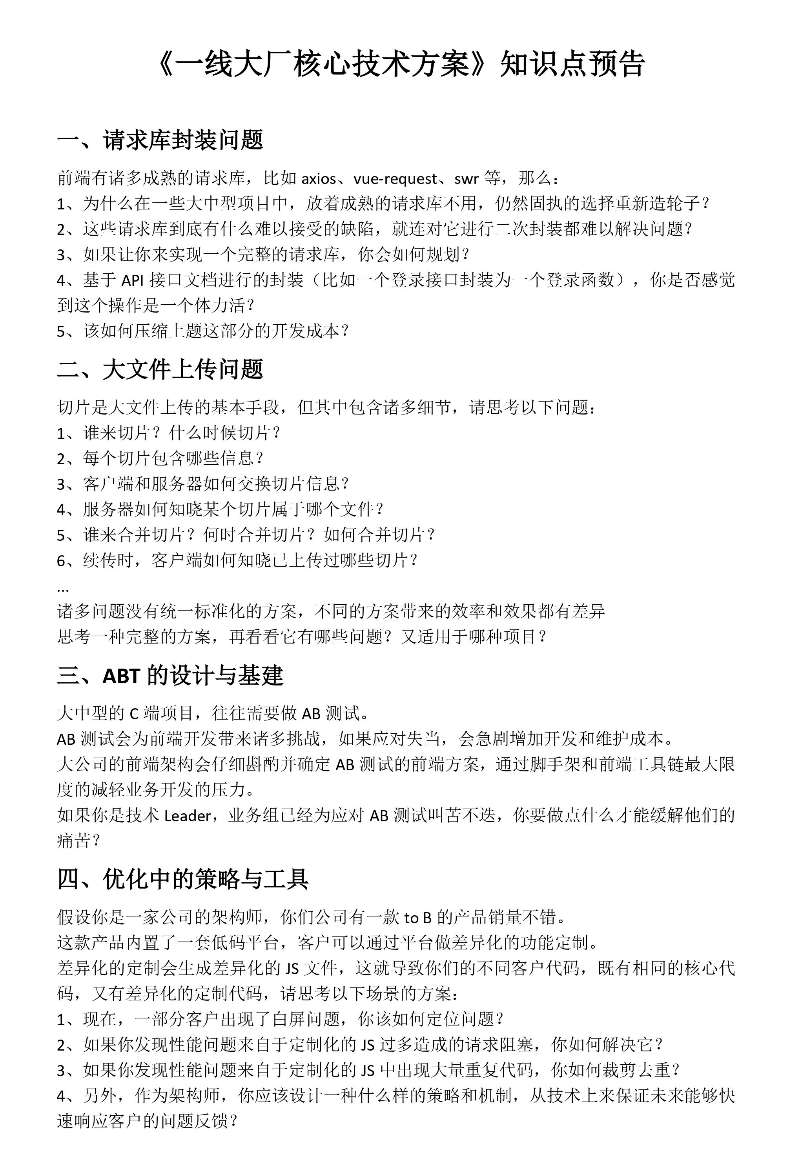 《一线大厂核心技术方案》知识点预告
一、请求库封装问题
前端有诸多成熟的请求库，比如 axios、vue-request、swr 等，那么：
1、为什么在一些大中型项目中，放着成熟的请求库不用，仍然固执的选择重新造轮子？
2、这些请求库到底有什么难以接受的缺陷，就连对它进行二次封装都难以解决问题？
3、如果让你来实现一个完整的请求库，你会如何规划？
4、基于 API 接口文档进行的封装（比如一个登录接口封装为一个登录函数），你是否感觉
到这个操作是一个体力活？
5、该如何压缩上题这部分的开发成本？
二、大文件上传问题
切片是大文件上传的基本手段，但其中包含诸多细节，请思考以下问题：
1、谁来切片？什么时候切片？
2、每个切片包含哪些信息？
3、客户端和服务器如何交换切片信息？
4、服务器如何知晓某个切片属于哪个文件？
5、谁来合并切片？何时合并切片？如何合并切片？
6、续传时，客户端如何知晓已上传过哪些切片？
...
诸多问题没有统一标准化的方案，不同的方案带来的效率和效果都有差异
思考一种完整的方案，再看看它有哪些问题？又适用于哪种项目？
三、ABT 的设计与基建
大中型的 C 端项目，往往需要做 AB 测试。
AB 测试会为前端开发带来诸多挑战，如果应对失当，会急剧增加开发和维护成本。
大公司的前端架构会仔细斟酌并确定 AB 测试的前端方案，通过脚手架和前端工具链最大限
度的减轻业务开发的压力。
如果你是技术 Leader，业务组已经为应对 AB 测试叫苦不迭，你要做点什么才能缓解他们的
痛苦？
四、优化中的策略与工具
假设你是一家公司的架构师，你们公司有一款 to B 的产品销量不错。
这款产品内置了一套低码平台，客户可以通过平台做差异化的功能定制。
差异化的定制会生成差异化的 JS 文件，这就导致你们的不同客户代码，既有相同的核心代
码，又有差异化的定制代码，请思考以下场景的方案：
1、现在，一部分客户出现了白屏问题，你该如何定位问题？
2、如果你发现性能问题来自于定制化的 JS 过多造成的请求阻塞，你如何解决它？
3、如果你发现性能问题来自于定制化的 JS 中出现大量重复代码，你如何裁剪去重？
4、另外，作为架构师，你应该设计一种什么样的策略和机制，从技术上来保证未来能够快
速响应客户的问题反馈？